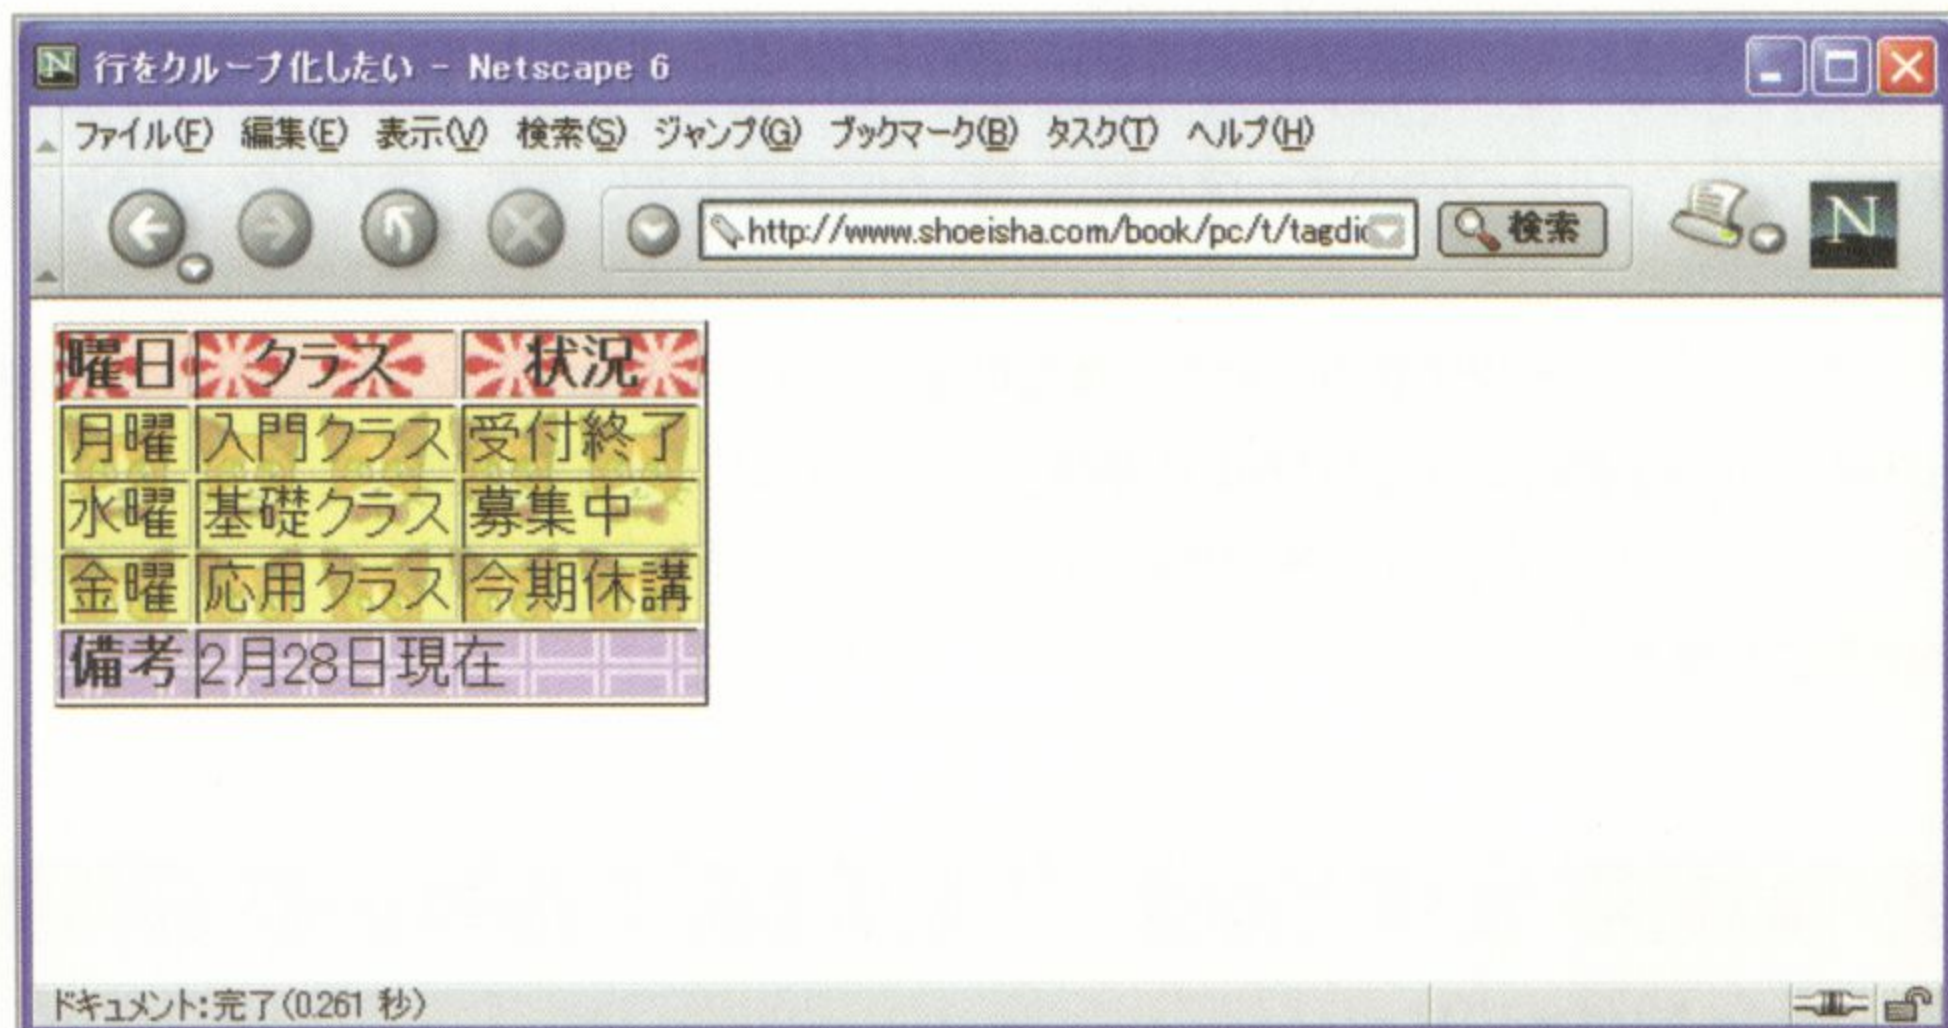 行をグループ化したい - Netscape 6
ファイル(F) 編集(E) 表示(V) 検索(S) ジャンプ(G) ブックマーク(B) タスク(T) ヘルプ(H)
http://www.shoeisha.com/book/pc/t/tagdic 検索 N
曜日 クラス 状況
月曜 入門クラス 受付終了
水曜 基礎クラス 募集中
金曜 応用クラス 今期休講
備考 2月28日現在
ドキュメント:完了(0.261 秒)